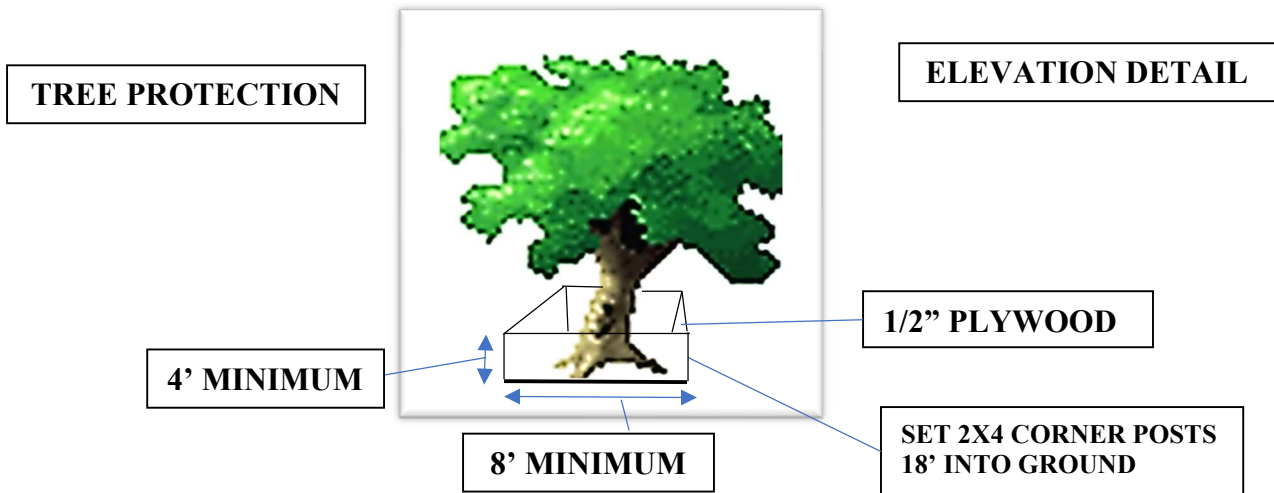 TREE PROTECTION
ELEVATION DETAIL
1/2” PLYWOOD
4’ MINIMUM
8’ MINIMUM
SET 2X4 CORNER POSTS
18’ INTO GROUND